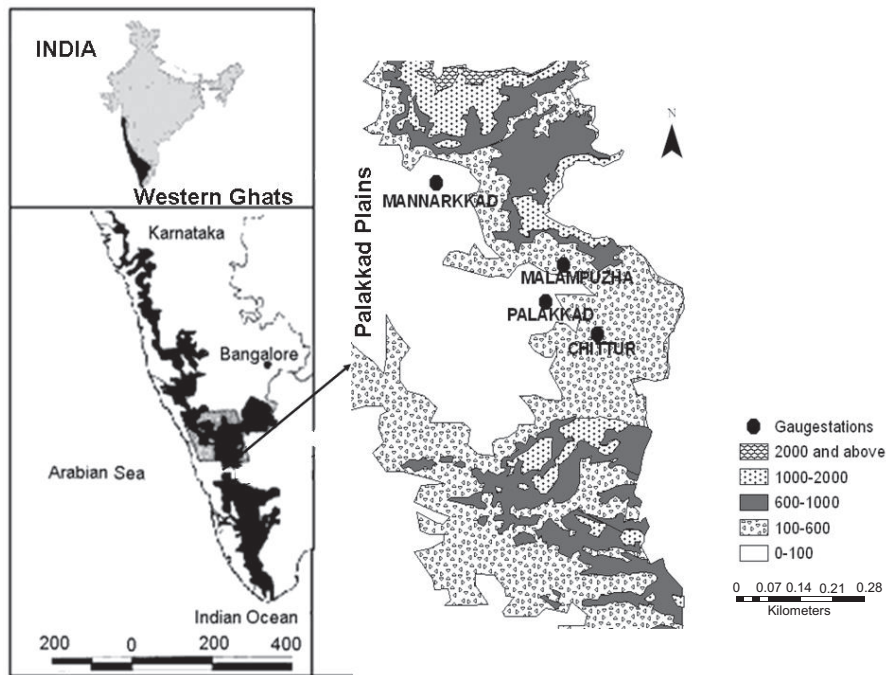 INDIA
Western Ghats
Karnataka
Bangalore
Arabian Sea
Indian Ocean
200 0 200 400
Palakkad Plains
N
MANNARKKAD
MALAMPUZHA
PALAKKAD
CHITTUR
Gaugestations
2000 and above
1000-2000
600-1000
100-600
0-100
0 0.07 0.14 0.21 0.28
Kilometers